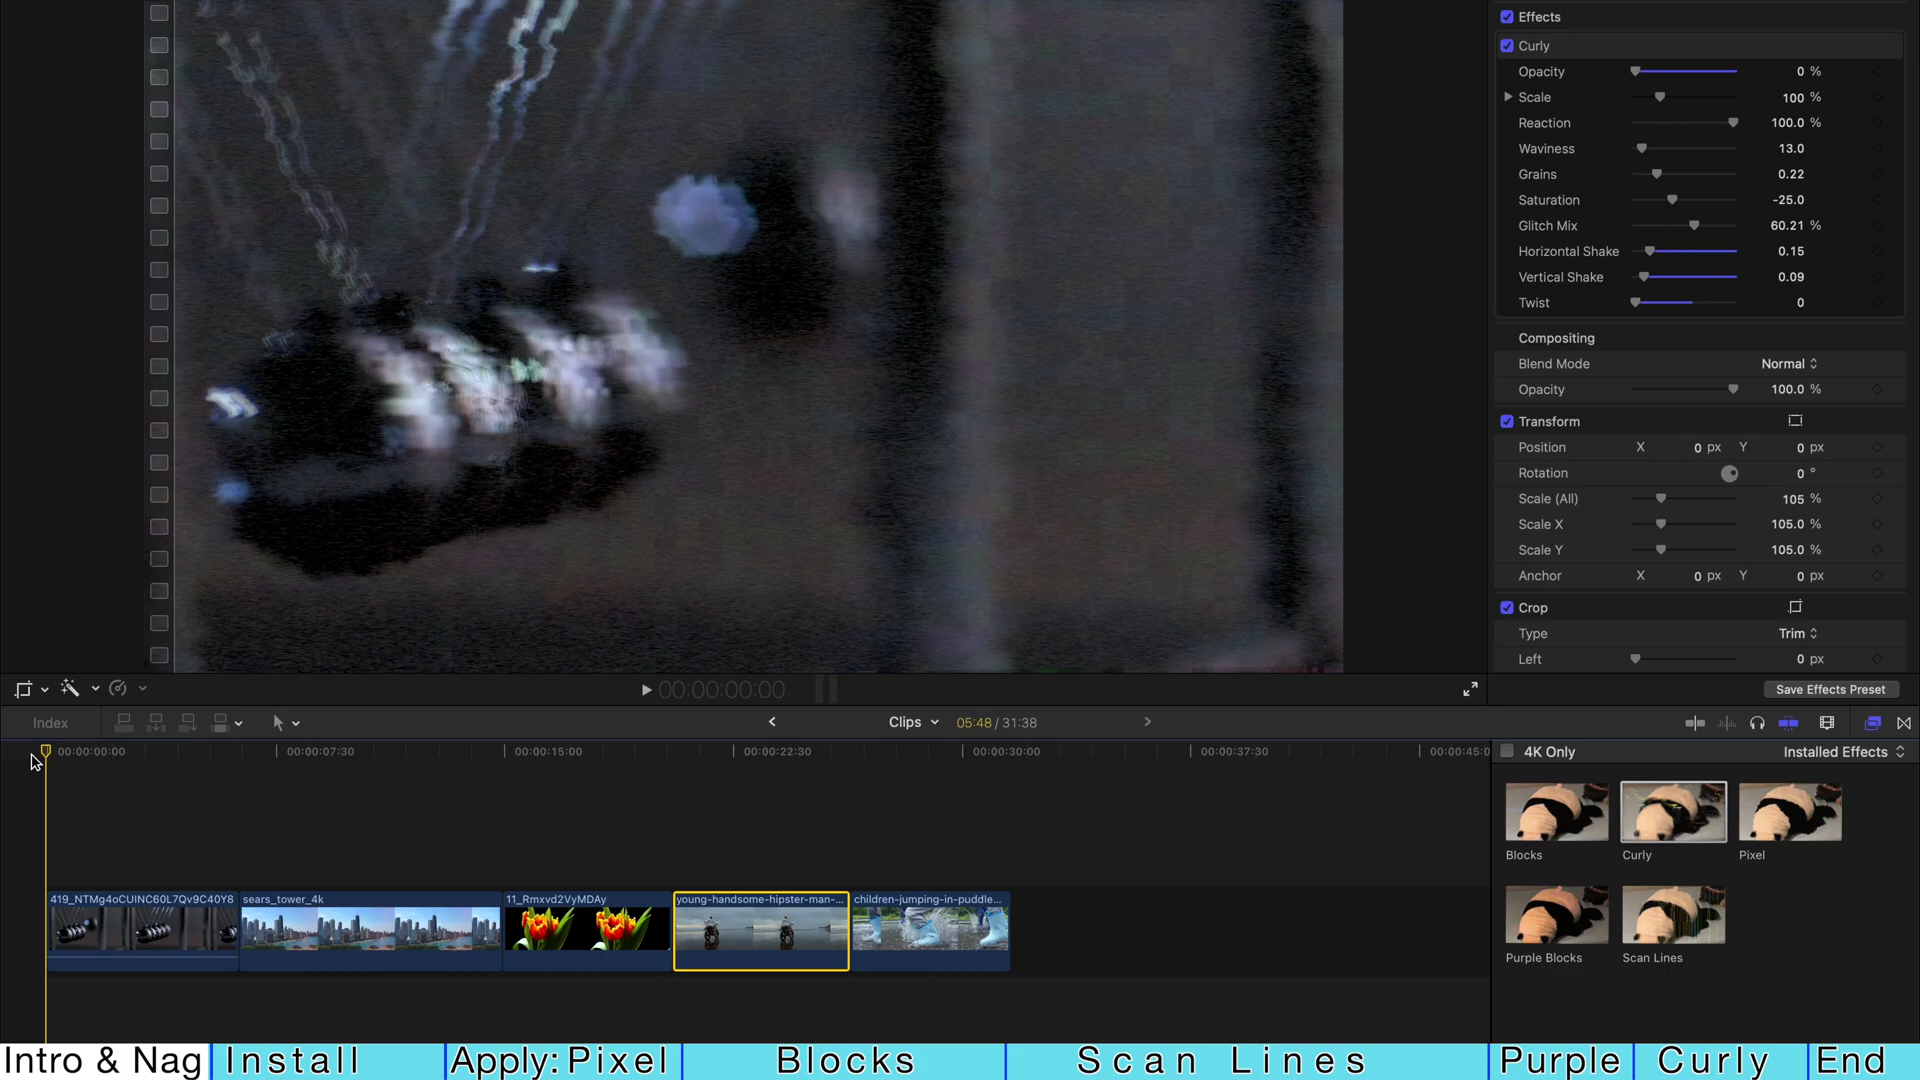 Effects
Curly
Opacity 0 %
Scale 100 %
Reaction 100.0 %
Waviness 13.0
Grains 0.22
Saturation -25.0
Glitch Mix 60.21 %
Horizontal Shake 0.15
Vertical Shake 0.09
Twist 0
Compositing
Blend Mode Normal
Opacity 100.0 %
Transform
Position X 0 px Y 0 px
Rotation 0 °
Scale (All) 105 %
Scale X 105.0 %
Scale Y 105.0 %
Anchor X 0 px Y 0 px
Crop
Type Trim
Left 0 px
00:00:00:00
Save Effects Preset
Index
Clips 05:48 / 31:38
00:00:00:00 00:00:07:30 00:00:15:00 00:00:22:30 00:00:30:00 00:00:37:30 00:00:45:0
4K Only Installed Effects
Blocks Curly Pixel
Purple Blocks Scan Lines
419_NTMg4oCUINC60L7Qv9C40Y8 sears_tower_4k 11_Rmxvd2VyMDAy young-handsome-hipster-man-... children-jumping-in-puddle...
Intro & Nag Install Apply: Pixel Blocks Scan Lines Purple Curly End